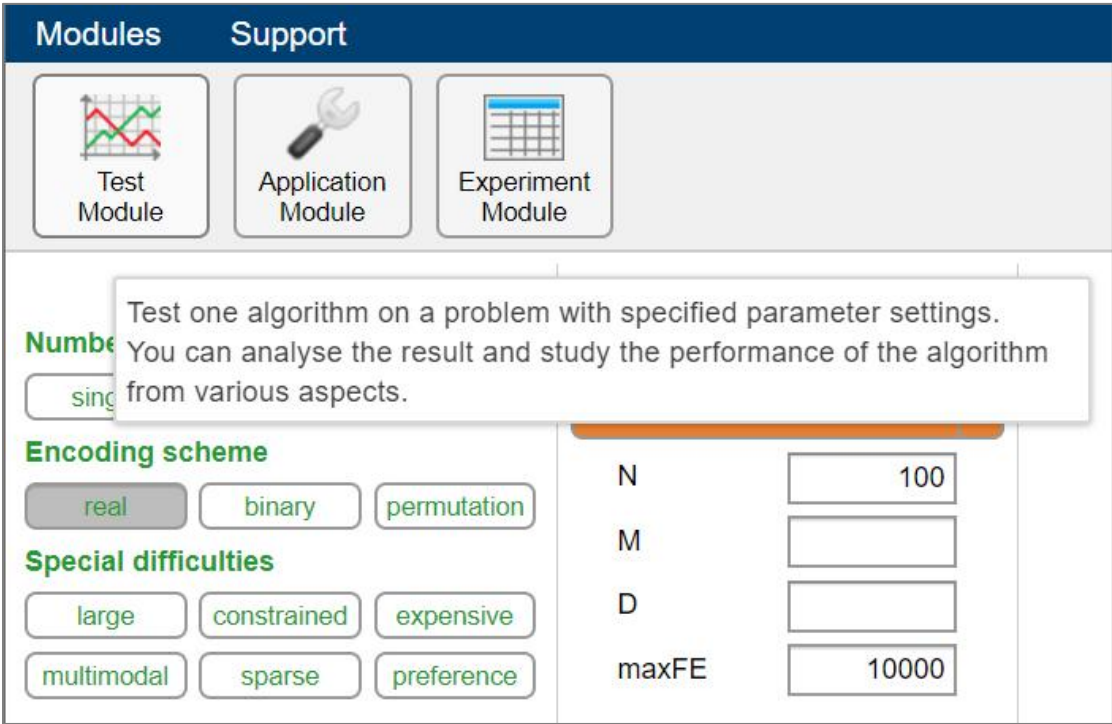 Modules Support
Test
Module
Application
Module
Experiment
Module
Test one algorithm on a problem with specified parameter settings.
You can analyse the result and study the performance of the algorithm
from various aspects.
Encoding scheme
real binary permutation
Special difficulties
large constrained expensive
multimodal sparse preference
N 100
M
D
maxFE 10000